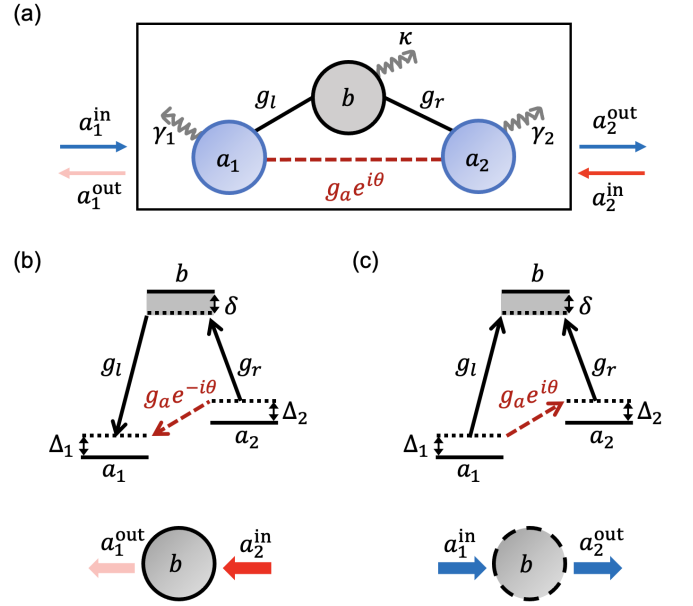 (a)
κ
b
g_l
g_r
a_1^in
γ_1
γ_2
a_2^out
a_1
a_2
a_1^out
g_a e^{iθ}
a_2^in
(b)
(c)
b
b
δ
δ
g_l
g_r
g_l
g_r
g_a e^{-iθ}
g_a e^{iθ}
Δ_2
Δ_2
Δ_1
a_2
Δ_1
a_2
a_1
a_1
a_1^out
b
a_2^in
a_1^in
b
a_2^out